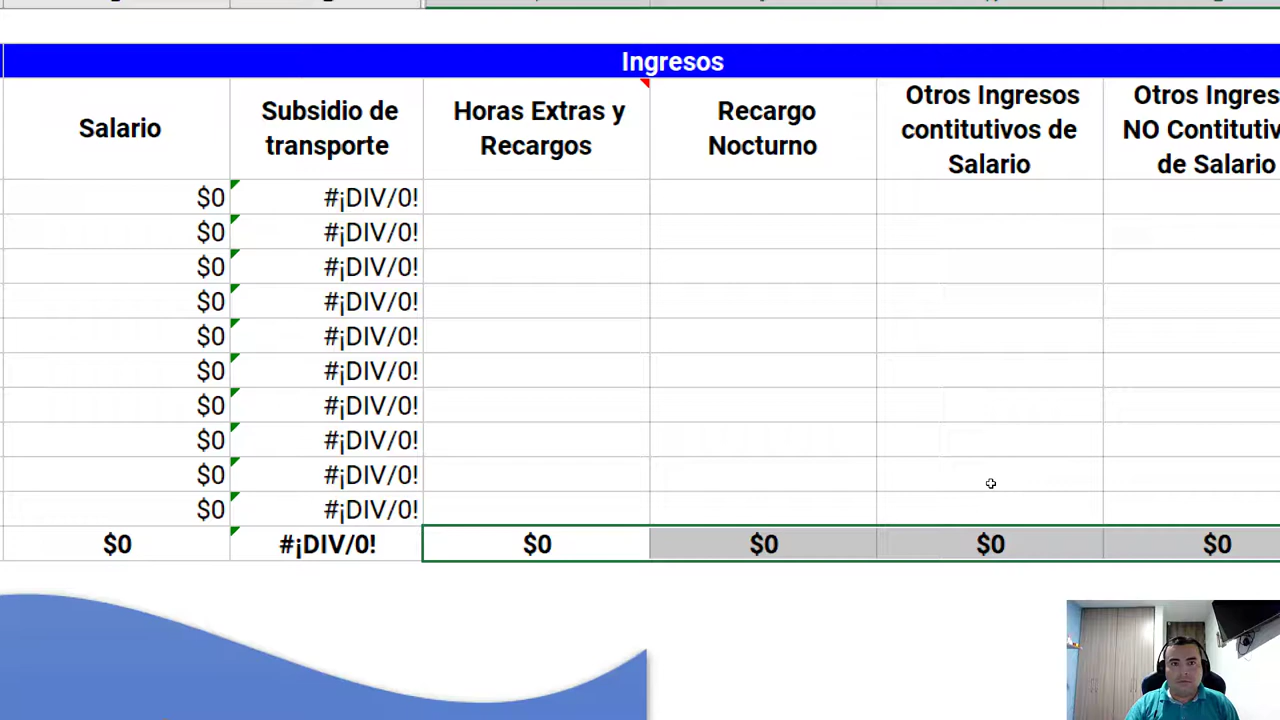 Ingresos
Salario
Subsidio de
transporte
Horas Extras y
Recargos
Recargo
Nocturno
Otros Ingresos
contitutivos de
Salario
Otros Ingres
NO Contitutiv
de Salario
$0 #¡DIV/0!
$0 #¡DIV/0!
$0 #¡DIV/0!
$0 #¡DIV/0!
$0 #¡DIV/0!
$0 #¡DIV/0!
$0 #¡DIV/0!
$0 #¡DIV/0!
$0 #¡DIV/0!
$0 #¡DIV/0!
$0 #¡DIV/0! $0 $0 $0 $0